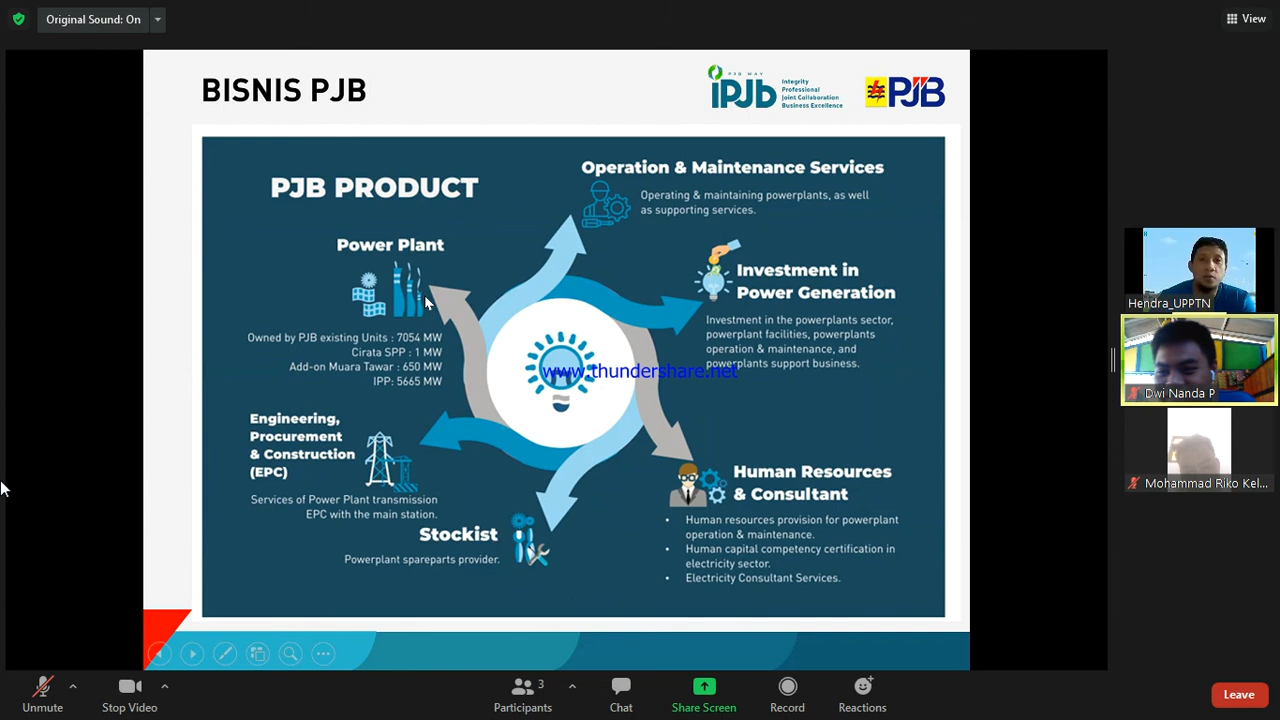 Original Sound: On
View
BISNIS PJB
PJB WAY
iPJb
Integrity
Professional
Joint Collaboration
Business Excellence
PJB
PJB PRODUCT
Operation & Maintenance Services
Operating & maintaining powerplants, as well
as supporting services.
Power Plant
Owned by PJB existing Units : 7054 MW
Cirata SPP : 1 MW
Add-on Muara Tawar : 650 MW
IPP: 5665 MW
Investment in
Power Generation
Investment in the powerplants sector,
powerplant facilities, powerplants
operation & maintenance, and
powerplants support business.
www.thundershare.net
Engineering,
Procurement
& Construction
(EPC)
Services of Power Plant transmission
EPC with the main station.
Stockist
Powerplant spareparts provider.
Human Resources
& Consultant
• Human resources provision for powerplant
operation & maintenance.
• Human capital competency certification in
electricity sector.
• Electricity Consultant Services.
Hendra_UPPTN
Dwi Nanda P
Mohammad Riko Kel...
Unmute
Stop Video
3
Participants
Chat
Share Screen
Record
Reactions
Leave